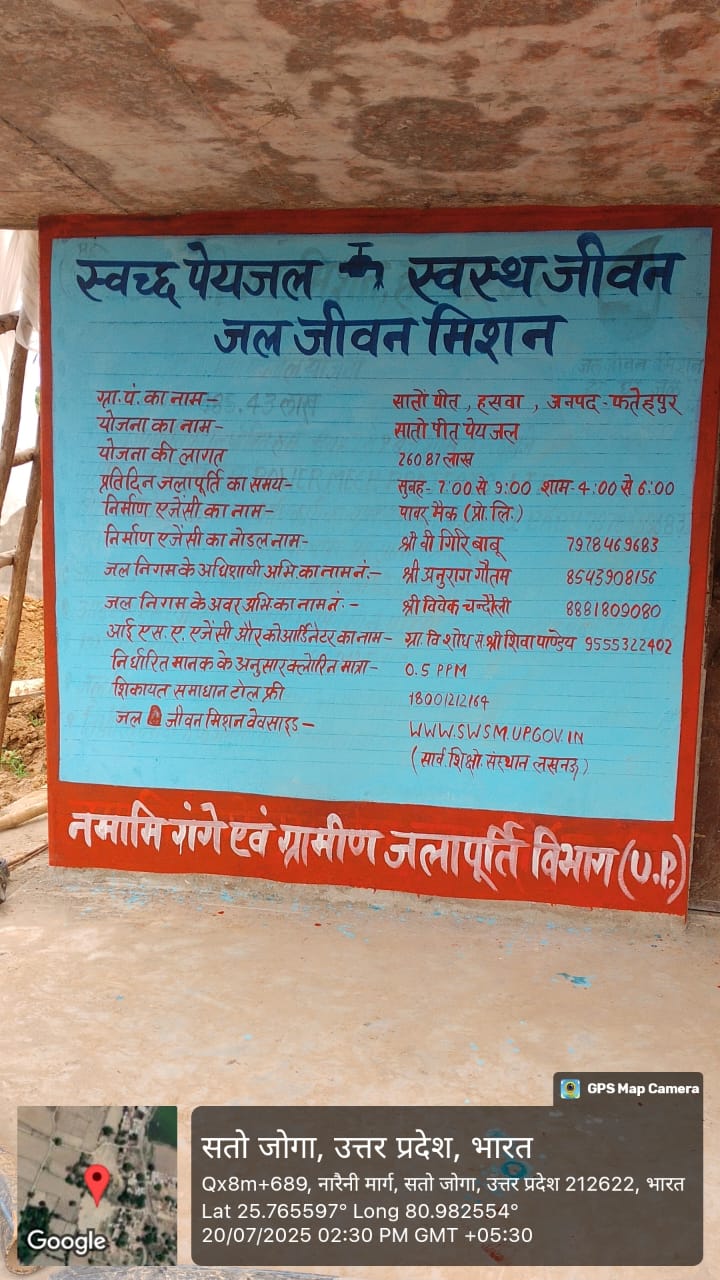 स्वच्छ पेयजल स्वस्थ जीवन
जल जीवन मिशन
ग्रा.पं. का नाम- सातों पीत, हसवा, जनपद-फतेहपुर
योजना का नाम- सातो पीत पेय जल
योजना की लागत 260.87 लाख
प्रतिदिन जलापूर्ति का समय- सुबह- 7:00 से 9:00 शाम- 4:00 से 6:00
निर्माण एजेंसी का नाम- पावर मैक (प्रो.लि.)
निर्माण एजेंसी का नोडल नाम- श्री वी गिरि बाबू 7978469683
जल निगम के अधिशाषी अभि.का नाम नं.- श्री अनुराग गौतम 8543908156
जल निगम के अवर अभि.का नाम नं.- श्री विवेक चन्दौली 8881809080
आई एस. ए. एजेंसी और कोआर्डिनेटर का नाम- ग्रा. वि शोध स. श्री शिवा पाण्डेय 9555322402
निर्धारित मानक के अनुसार क्लोरिन मात्रा- 0.5 PPM
शिकायत समाधान टोल फ्री 18001212164
जल जीवन मिशन वेवसाइड- WWW.SWSM.UPGOV.IN
(सार्व. शिक्षो. संस्थान लखनऊ)
नमामि गंगे एवं ग्रामीण जलापूर्ति विभाग (U.P.)
GPS Map Camera
सतो जोगा, उत्तर प्रदेश, भारत
Qx8m+689, नारैनी मार्ग, सतो जोगा, उत्तर प्रदेश 212622, भारत
Lat 25.765597° Long 80.982554°
20/07/2025 02:30 PM GMT +05:30
Google